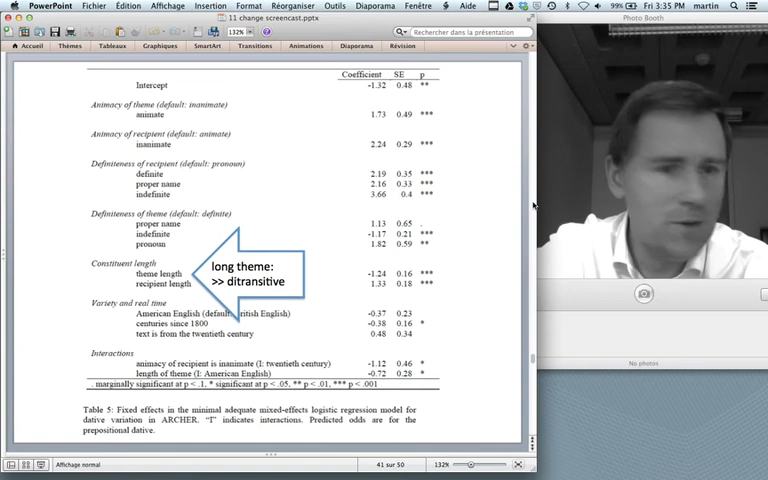 PowerPoint Fichier Édition Affichage Insertion Format Réorganiser Outils Diaporama Fenêtre Aide 99% Fri 3:35 PM martin
11 change screencast.pptx
Photo Booth
132% Rechercher dans la présentation
Accueil Thèmes Tableaux Graphiques SmartArt Transitions Animations Diaporama Révision
Coefficient SE p
Intercept -1.32 0.48 **
Animacy of theme (default: inanimate)
animate 1.73 0.49 ***
Animacy of recipient (default: animate)
inanimate 2.24 0.29 ***
Definiteness of recipient (default: pronoun)
definite 2.19 0.35 ***
proper name 2.16 0.33 ***
indefinite 3.66 0.4 ***
Definiteness of theme (default: definite)
proper name 1.13 0.65 .
indefinite -1.17 0.21 ***
pronoun 1.82 0.59 **
Constituent length
theme length -1.24 0.16 ***
recipient length 1.33 0.18 ***
long theme:
>> ditransitive
Variety and real time
American English (default: British English) -0.37 0.23
centuries since 1800 -0.38 0.16 *
text is from the twentieth century 0.48 0.34
Interactions
animacy of recipient is inanimate (I: twentieth century) -1.12 0.46 *
length of theme (I: American English) -0.72 0.28 *
. marginally significant at p < .1, * significant at p < .05, ** p < .01, *** p < .001
Table 5: Fixed effects in the minimal adequate mixed-effects logistic regression model for
dative variation in ARCHER. "I" indicates interactions. Predicted odds are for the
prepositional dative.
No photos
Affichage normal 41 sur 50 132%